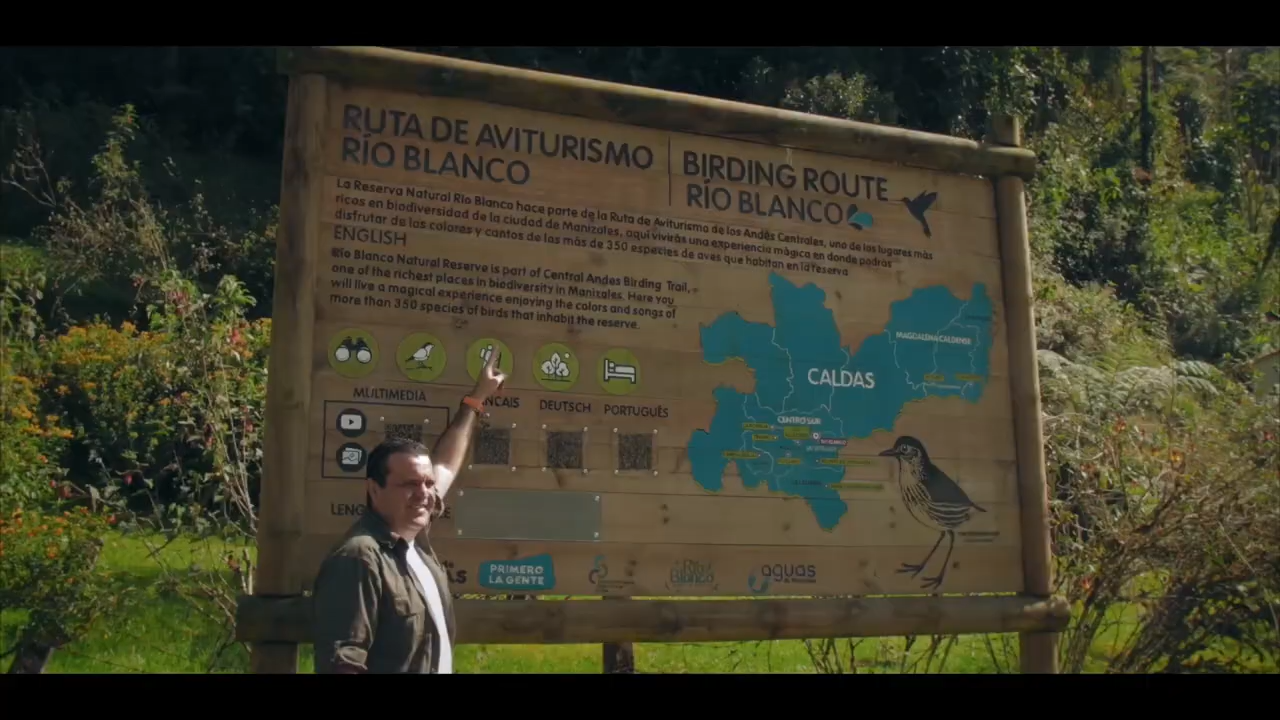 RUTA DE AVITURISMO
RÍO BLANCO
BIRDING ROUTE
RÍO BLANCO
La Reserva Natural Río Blanco hace parte de la Ruta de Aviturismo de los Andes Centrales, uno de los lugares más
ricos en biodiversidad de la ciudad de Manizales, aquí vivirás una experiencia mágica en donde podrás
disfrutar de los colores y cantos de las más de 350 especies de aves que habitan en la reserva
ENGLISH
Río Blanco Natural Reserve is part of Central Andes Birding Trail,
one of the richest places in biodiversity in Manizales. Here you
will live a magical experience enjoying the colors and songs of
more than 350 species of birds that inhabit the reserve.
MAGDALENA CALDENSE
CALDAS
CENTRO SUR
MULTIMEDIA
DEUTSCH
PORTUGUÊS
PRIMERO
LA GENTE
Río
Blanco
aguas